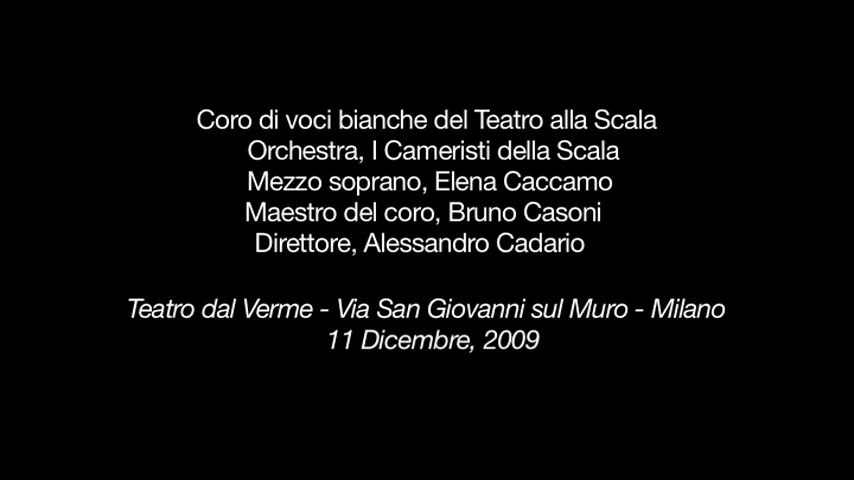 Coro di voci bianche del Teatro alla Scala
Orchestra, I Cameristi della Scala
Mezzo soprano, Elena Caccamo
Maestro del coro, Bruno Casoni
Direttore, Alessandro Cadario
Teatro dal Verme - Via San Giovanni sul Muro - Milano
11 Dicembre, 2009